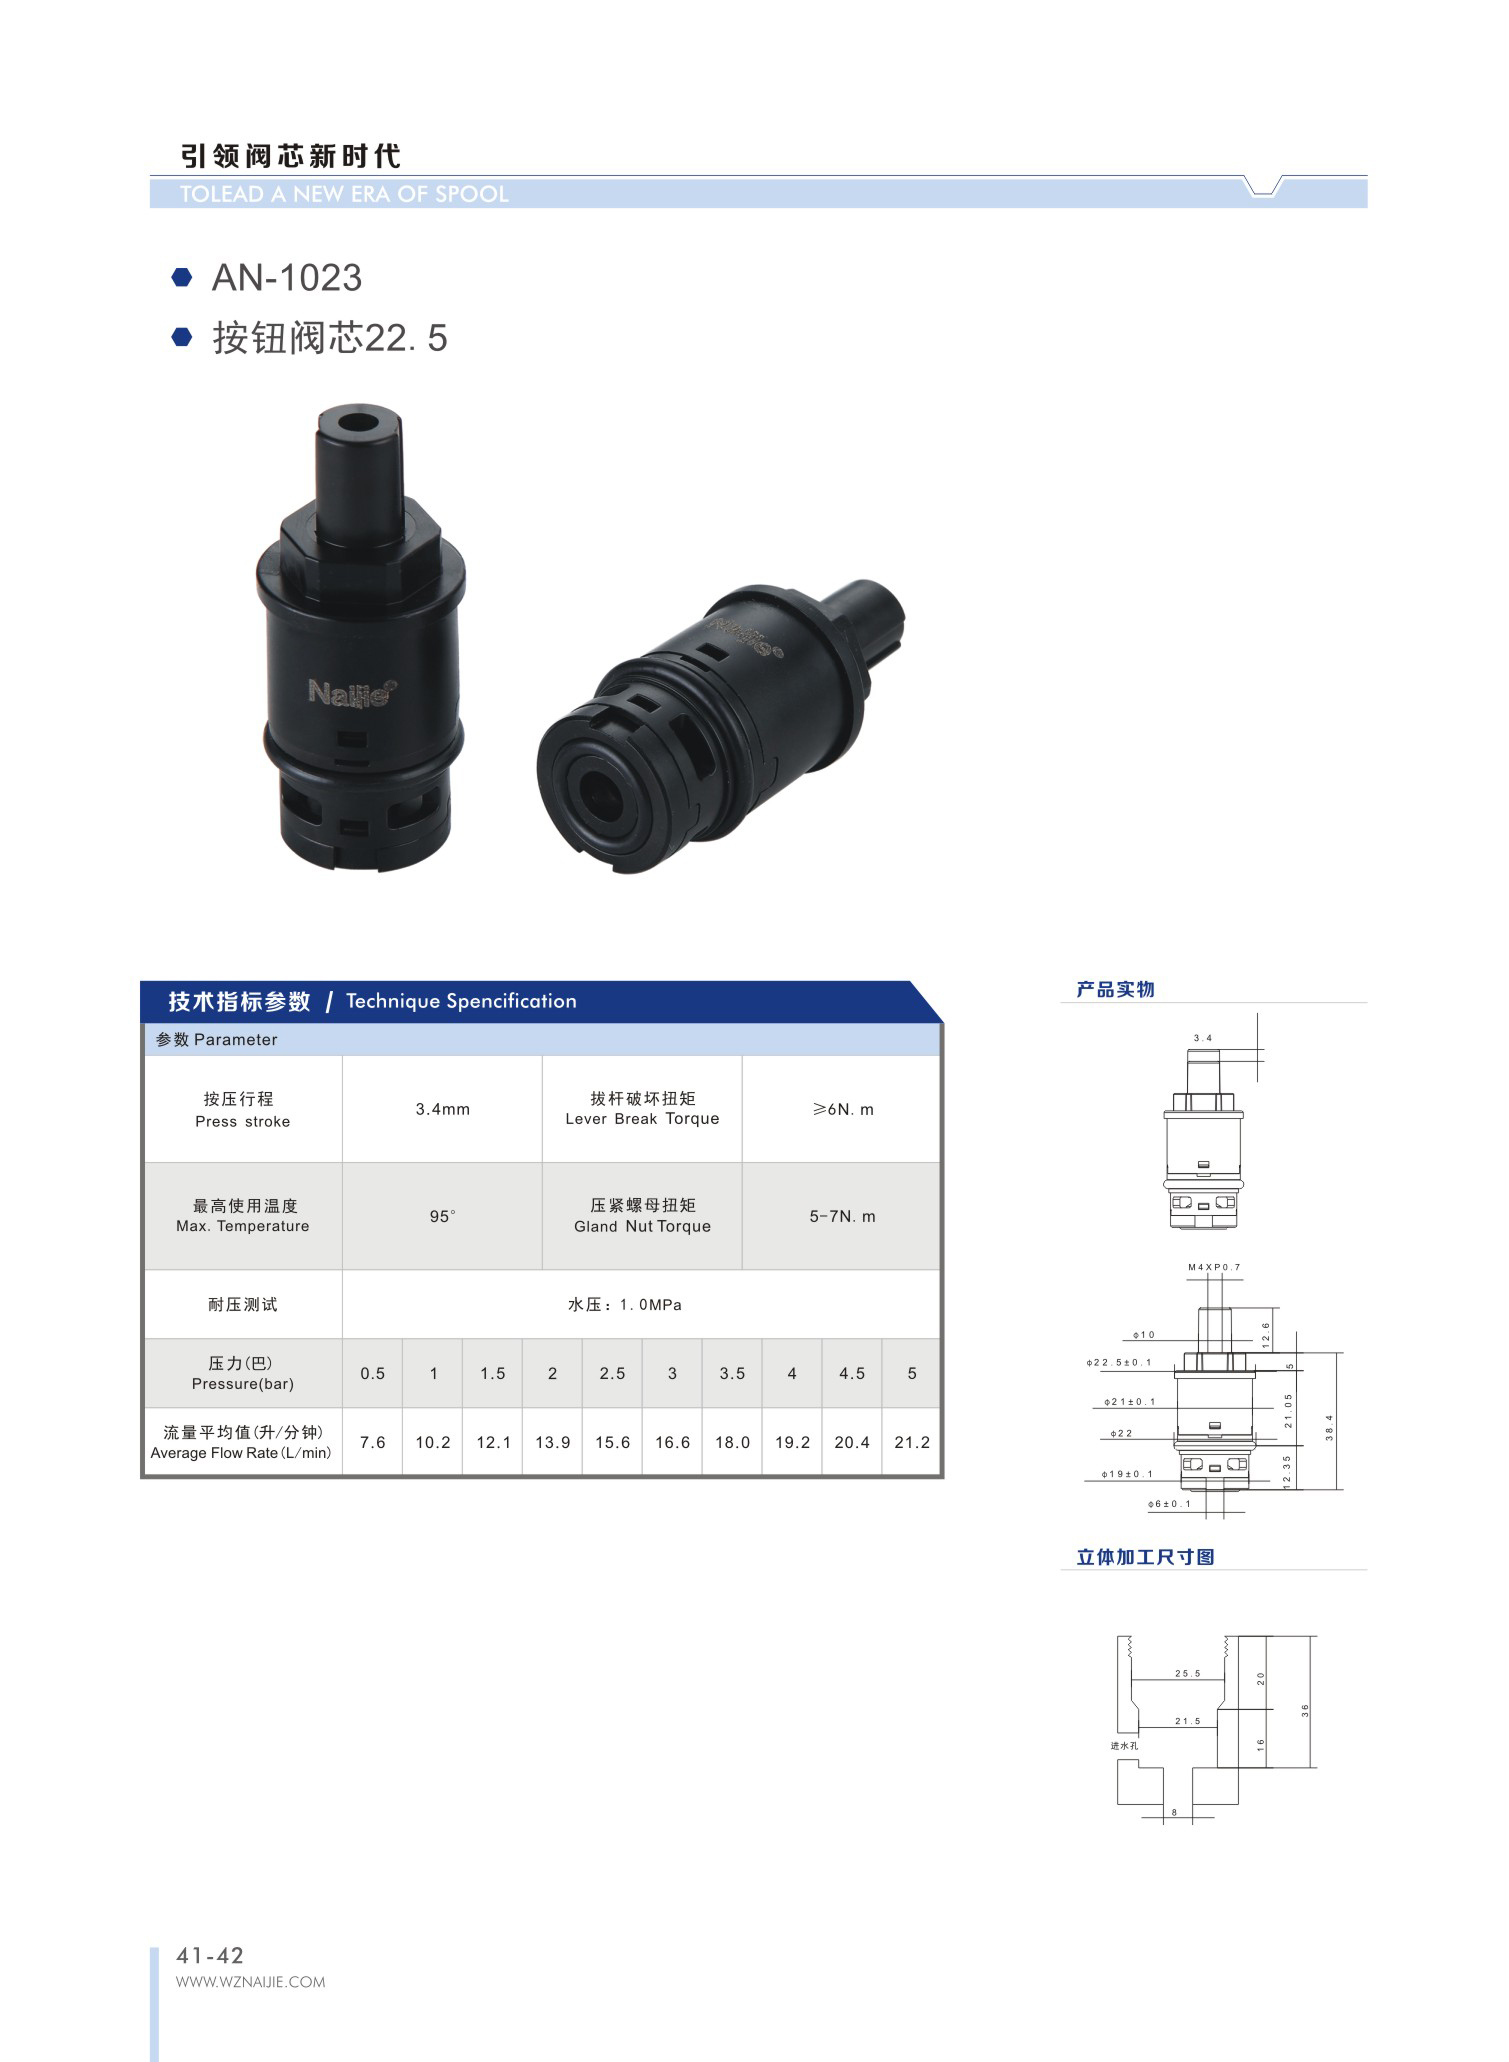 引领阀芯新时代
TOLEAD A NEW ERA OF SPOOL
AN-1023
按钮阀芯22.5
Naijie®
Naijie®
技术指标参数 / Technique Spencification
参数 Parameter
按压行程
Press stroke
3.4mm
拔杆破坏扭矩
Lever Break Torque
≥6N.m
最高使用温度
Max. Temperature
95°
压紧螺母扭矩
Gland Nut Torque
5-7N.m
耐压测试
水压：1.0MPa
压力(巴)
Pressure(bar)
0.5 1 1.5 2 2.5 3 3.5 4 4.5 5
流量平均值(升/分钟)
Average Flow Rate(L/min)
7.6 10.2 12.1 13.9 15.6 16.6 18.0 19.2 20.4 21.2
产品实物
3.4
M4XP0.7
12.6
φ10
φ22.5±0.1
5
φ21±0.1
21.05
38.4
φ22
φ19±0.1
12.35
φ6±0.1
立体加工尺寸图
25.5
20
36
21.5
16
进水孔
8
41-42
WWW.WZNAIJIE.COM